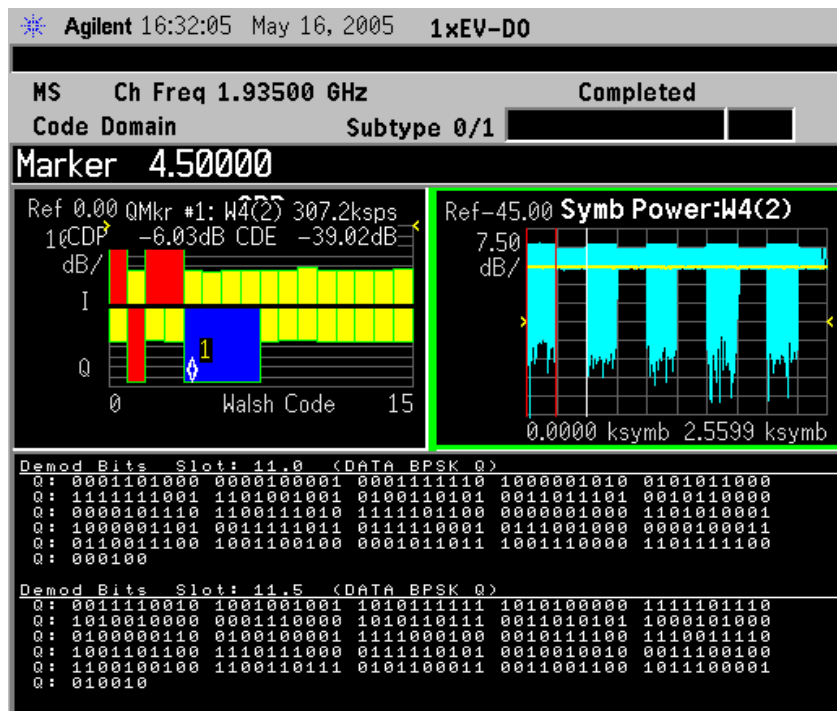 Agilent 16:32:05 May 16, 2005 1xEV-DO
MS Ch Freq 1.93500 GHz Completed
Code Domain Subtype 0/1
Marker 4.50000
Ref 0.00 QMkr #1: W4(2) 307.2ksps
CDP -6.03dB CDE -39.02dB
dB/
I
1
Q
0 Walsh Code 15
Ref-45.00 Symb Power:W4(2)
7.50
dB/
0.0000 ksymb 2.5599 ksymb
Demod Bits Slot: 11.0 (DATA BPSK Q)
Q: 0001101000 0000100001 0001111110 1000001010 0101011000
Q: 1111111001 1101001001 0100110101 0011011101 0010110000
Q: 0000101110 1100111010 1111101100 0000001000 1101010001
Q: 1000001101 0011111011 0111110001 0111001000 0000100011
Q: 0110011100 1001100100 0001011011 1001110000 1101111100
Q: 000100
Demod Bits Slot: 11.5 (DATA BPSK Q)
Q: 0011110010 1001001001 1010111111 1010100000 1111101110
Q: 1010010000 0001110000 1010110111 0011010101 1000101000
Q: 0100000110 0100100001 1111000100 0010111100 1110011110
Q: 1001101100 1110111000 0111110101 0010010010 0011100100
Q: 1100100100 1100110111 0101100011 0011001100 1011100001
Q: 010010